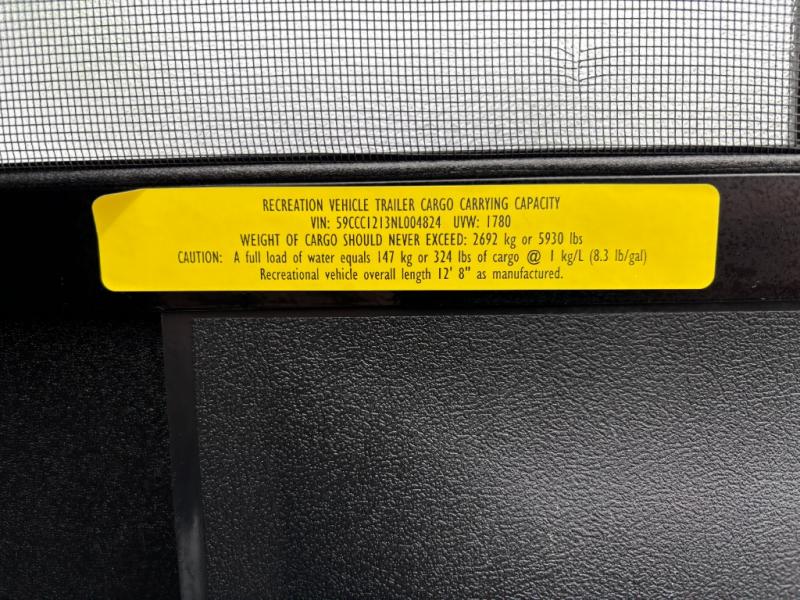 RECREATION VEHICLE TRAILER CARGO CARRYING CAPACITY
VIN: 59CCC1213NL004824 UVW: 1780
WEIGHT OF CARGO SHOULD NEVER EXCEED: 2692 kg or 5930 lbs
CAUTION: A full load of water equals 147 kg or 324 lbs of cargo @ 1 kg/L (8.3 lb/gal)
Recreational vehicle overall length 12' 8" as manufactured.